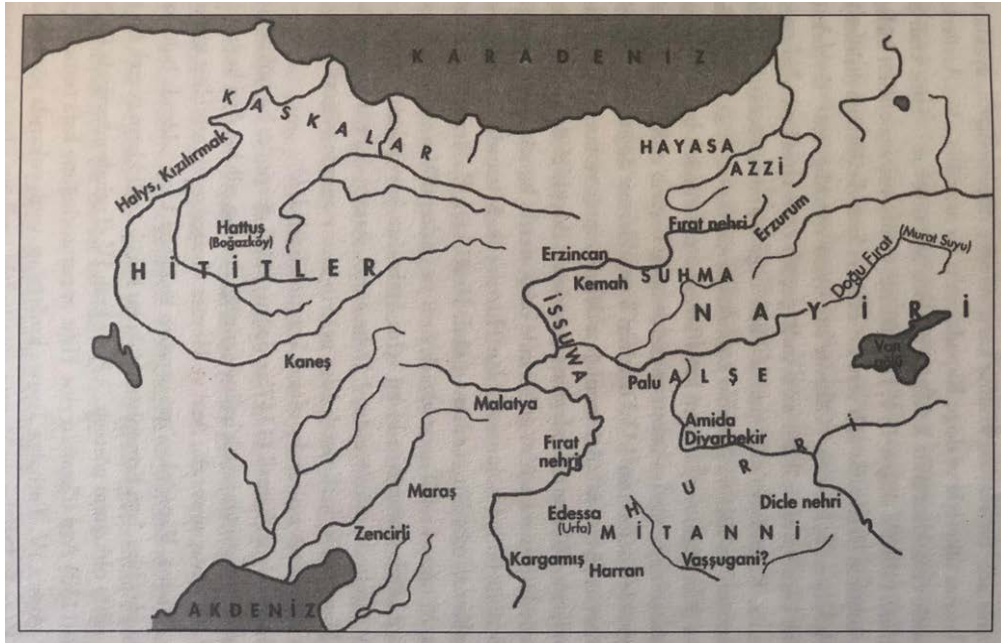 KARADENİZ
KASKALAR
HAYASA
AZZİ
Halys, Kızılırmak
Hattuş
(Boğazköy)
HİTİTLER
Fırat nehri
Erzurum
Erzincan
Kemah
SUHMA
Doğu Fırat
(Murat Suyu)
NAYİRİ
İSSUWA
Van
gölü
Kaneş
Palu
ALŞE
Malatya
Amida
Diyarbekir
HURRİ
Fırat
nehri
Maraş
Dicle nehri
Edessa
(Urfa)
MİTANNİ
Zencirli
Kargamış
Harran
Vaşşugani?
AKDENİZ